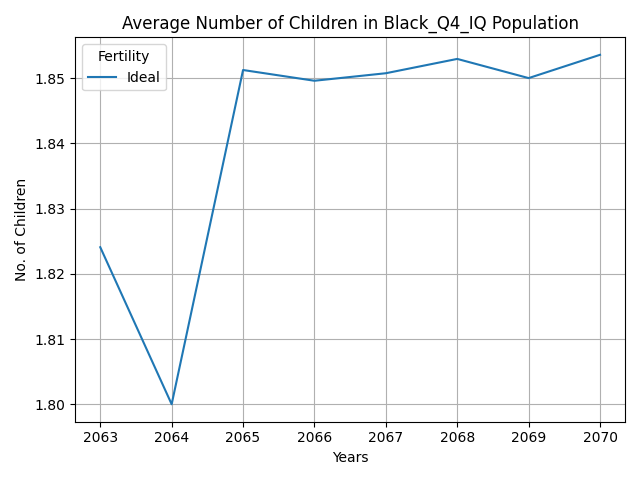 Average Number of Children in Black_Q4_IQ Population
Fertility
Ideal
No. of Children
1.85
1.84
1.83
1.82
1.81
1.80
2063 2064 2065 2066 2067 2068 2069 2070
Years